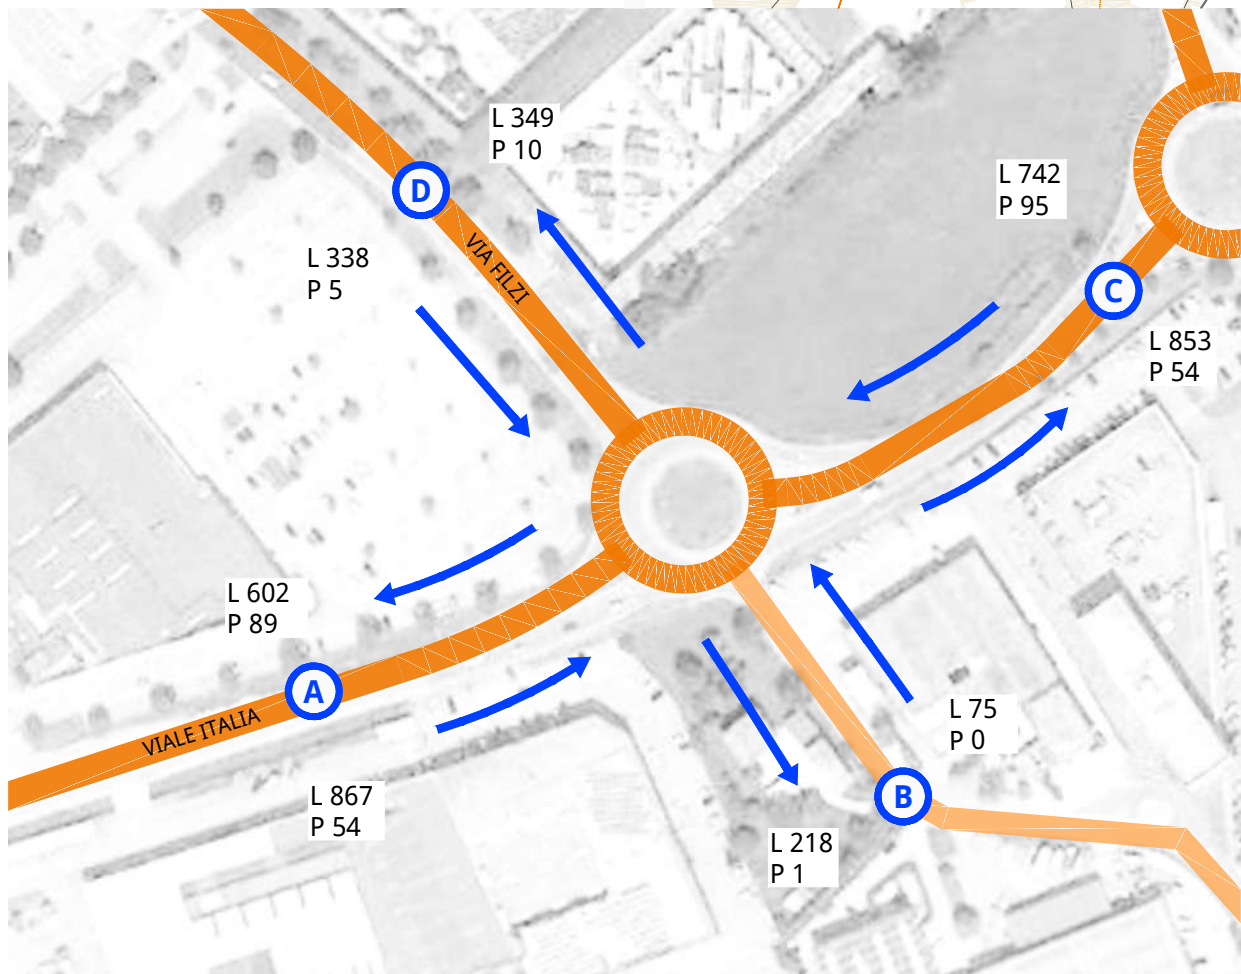 L 349
P 10
L 742
P 95
D
VIA FILZI
L 338
P 5
C
L 853
P 54
L 602
P 89
A
VIALE ITALIA
L 75
P 0
B
L 867
P 54
L 218
P 1